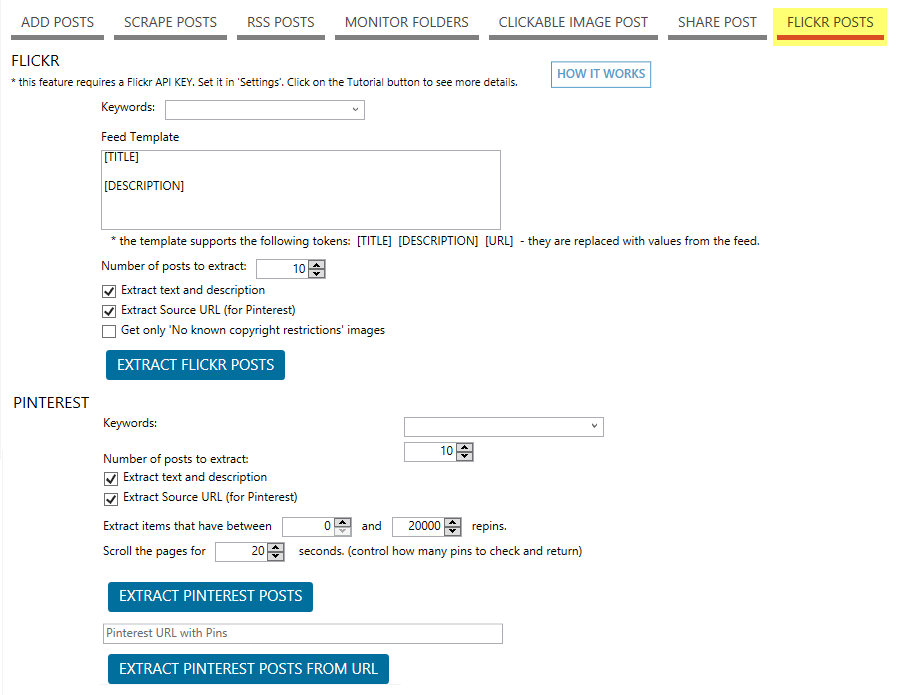 ADD POSTS SCRAPE POSTS RSS POSTS MONITOR FOLDERS CLICKABLE IMAGE POST SHARE POST FLICKR POSTS
FLICKR
* this feature requires a Flickr API KEY. Set it in 'Settings'. Click on the Tutorial button to see more details.
HOW IT WORKS
Keywords:
Feed Template
[TITLE]
[DESCRIPTION]
* the template supports the following tokens: [TITLE] [DESCRIPTION] [URL] - they are replaced with values from the feed.
Number of posts to extract: 10
Extract text and description
Extract Source URL (for Pinterest)
Get only 'No known copyright restrictions' images
EXTRACT FLICKR POSTS
PINTEREST
Keywords:
Number of posts to extract: 10
Extract text and description
Extract Source URL (for Pinterest)
Extract items that have between 0 and 20000 repins.
Scroll the pages for 20 seconds. (control how many pins to check and return)
EXTRACT PINTEREST POSTS
Pinterest URL with Pins
EXTRACT PINTEREST POSTS FROM URL